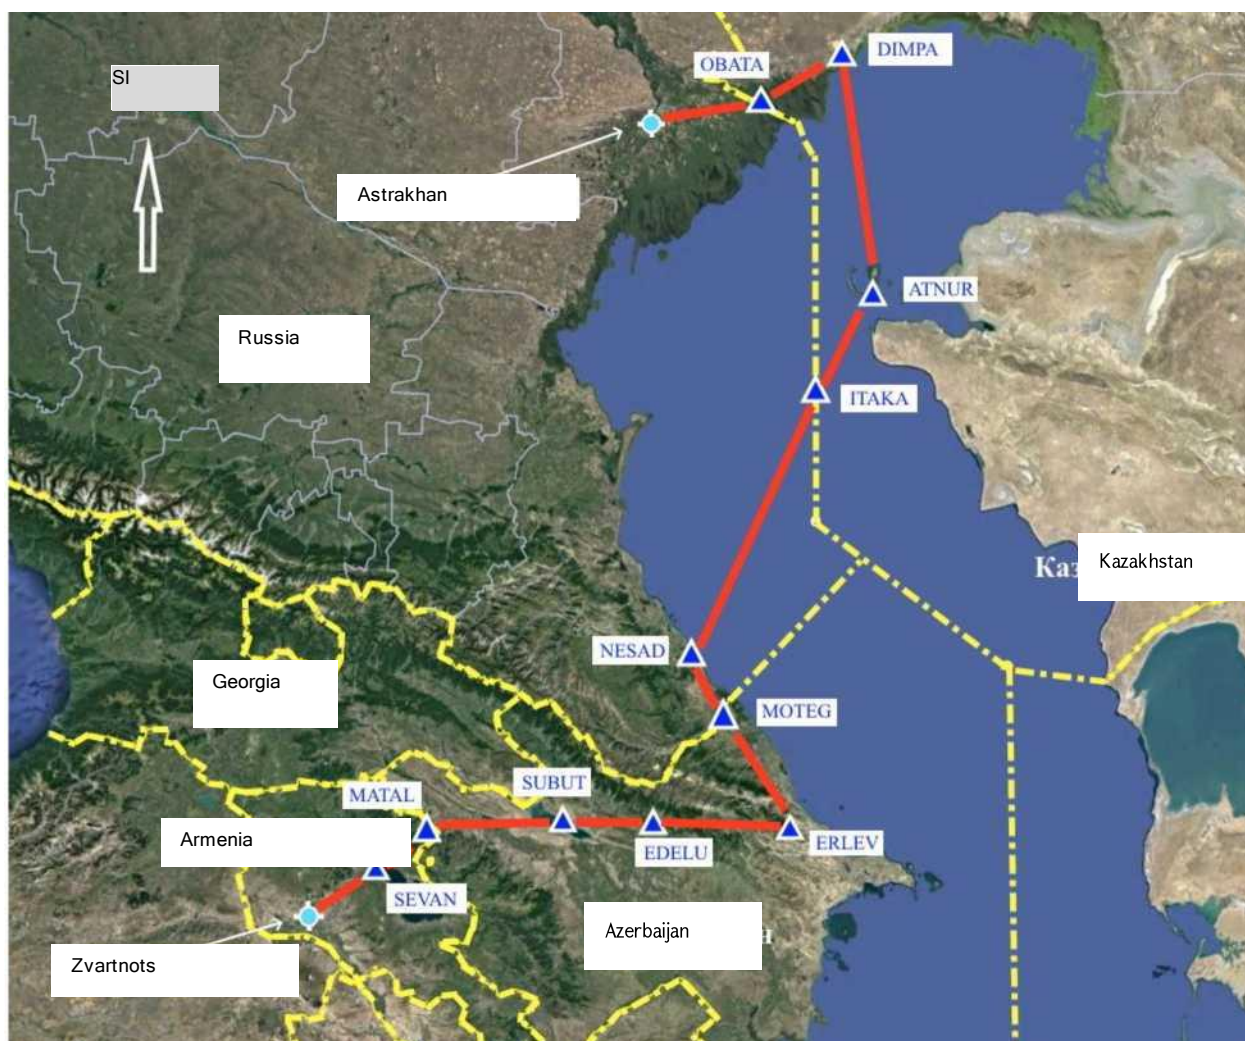 SI
OBATA
DIMPA
Astrakhan
ATNUR
Russia
ITAKA
Каз
Kazakhstan
NESAD
Georgia
MOTEG
SUBUT
MATAL
Armenia
EDELU
ERLEV
SEVAN
Azerbaijan
н
Zvartnots